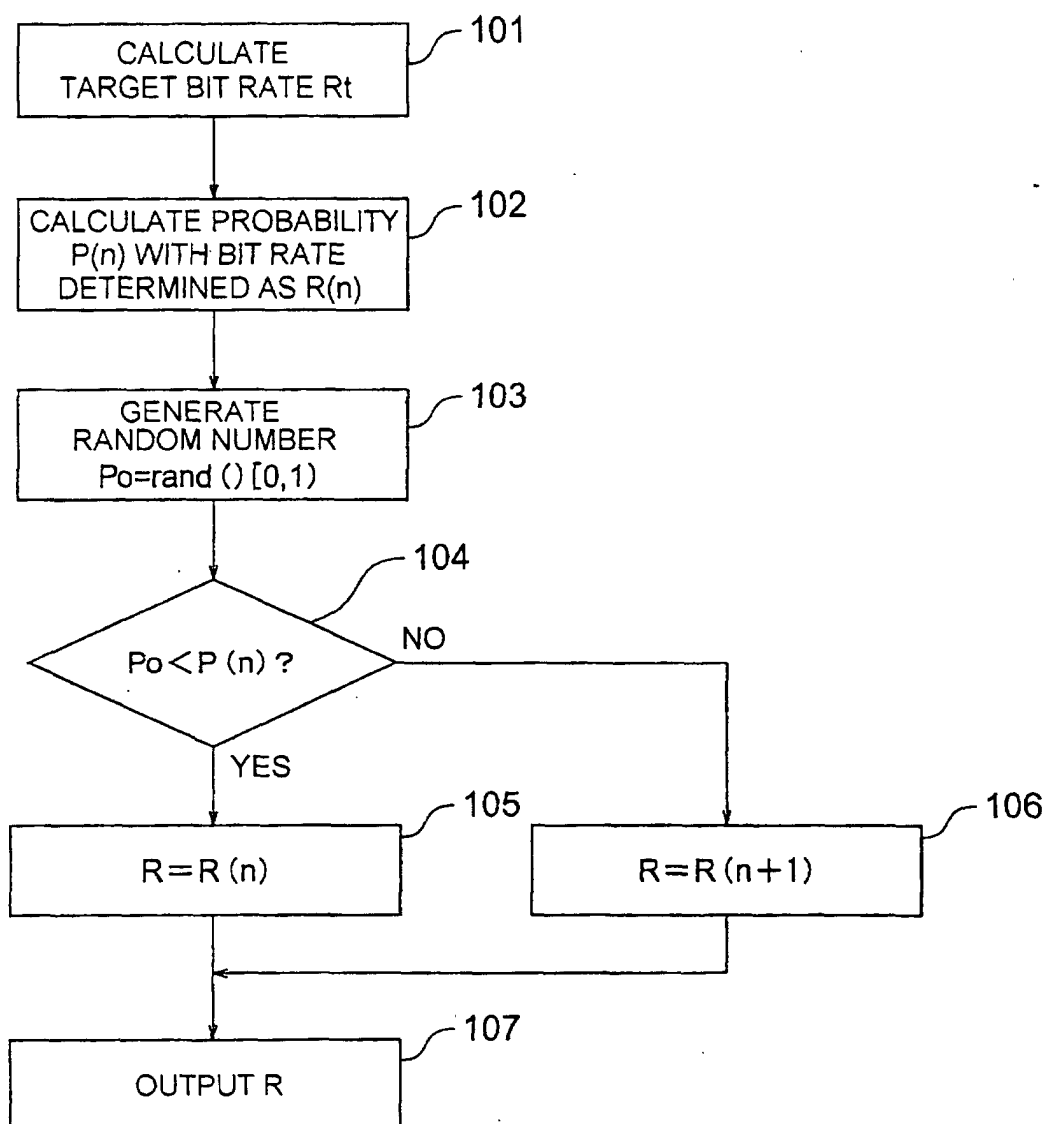 101
CALCULATE
TARGET BIT RATE Rt
102
CALCULATE PROBABILITY
P(n) WITH BIT RATE
DETERMINED AS R(n)
103
GENERATE
RANDOM NUMBER
Po=rand () [0,1)
104
Po<P (n) ?
NO
YES
105
R=R (n)
106
R=R (n+1)
107
OUTPUT R